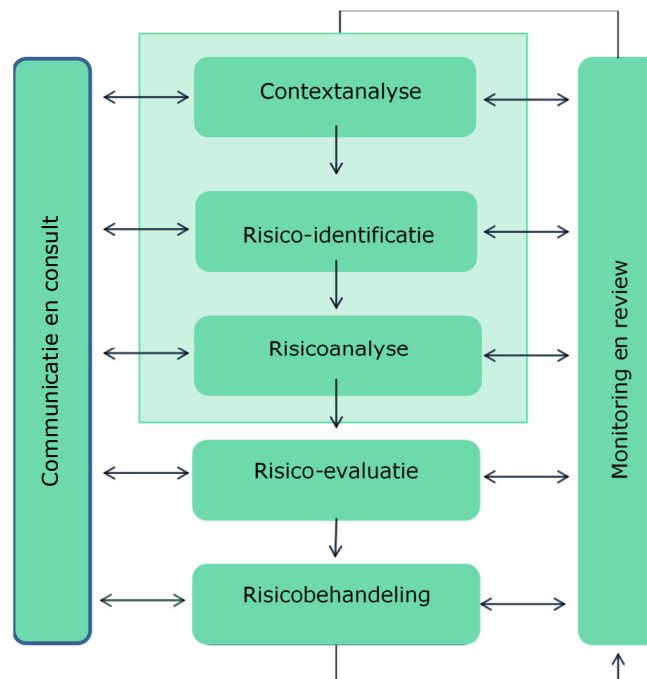 Communicatie en consult
Contextanalyse
Risico-identificatie
Risicoanalyse
Risico-evaluatie
Risicobehandeling
Monitoring en review